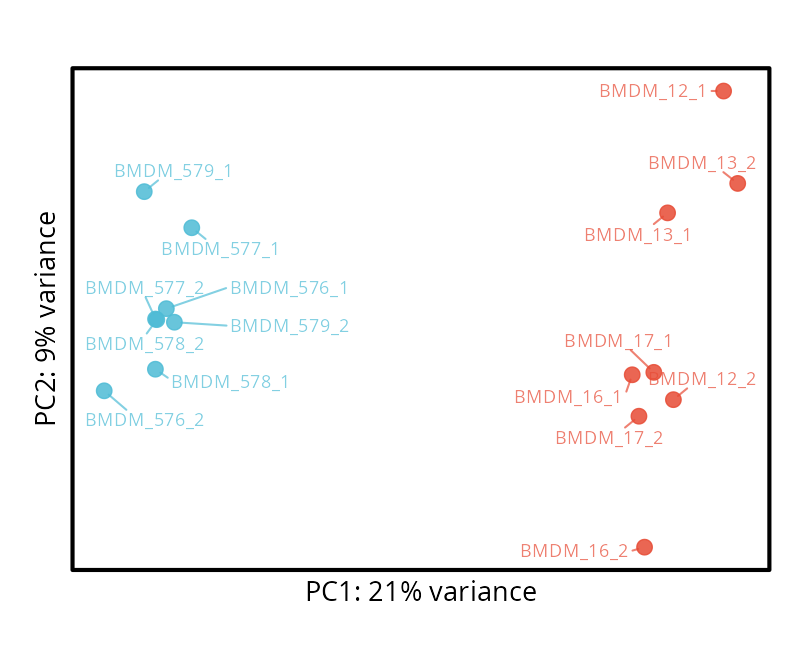 BMDM_12_1
BMDM_13_2
BMDM_579_1
BMDM_13_1
BMDM_577_1
BMDM_577_2
BMDM_576_1
BMDM_579_2
BMDM_578_2
BMDM_17_1
BMDM_578_1
BMDM_12_2
BMDM_16_1
BMDM_576_2
BMDM_17_2
BMDM_16_2
PC2: 9% variance
PC1: 21% variance